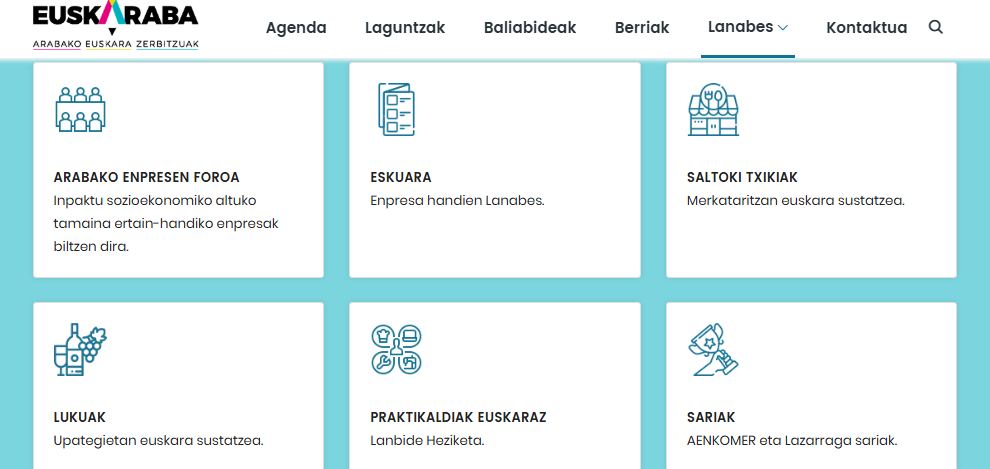 EUSKARABA
ARABAKO EUSKARA ZERBITZUAK
Agenda
Laguntzak
Baliabideak
Berriak
Lanabes
Kontaktua
ARABAKO ENPRESEN FOROA
Inpaktu sozioekonomiko altuko
tamaina ertain-handiko enpresak
biltzen dira.
ESKUARA
Enpresa handien Lanabes.
SALTOKI TXIKIAK
Merkataritzan euskara sustatzea.
LUKUAK
Upategietan euskara sustatzea.
PRAKTIKALDIAK EUSKARAZ
Lanbide Heziketa.
SARIAK
AENKOMER eta Lazarraga sariak.